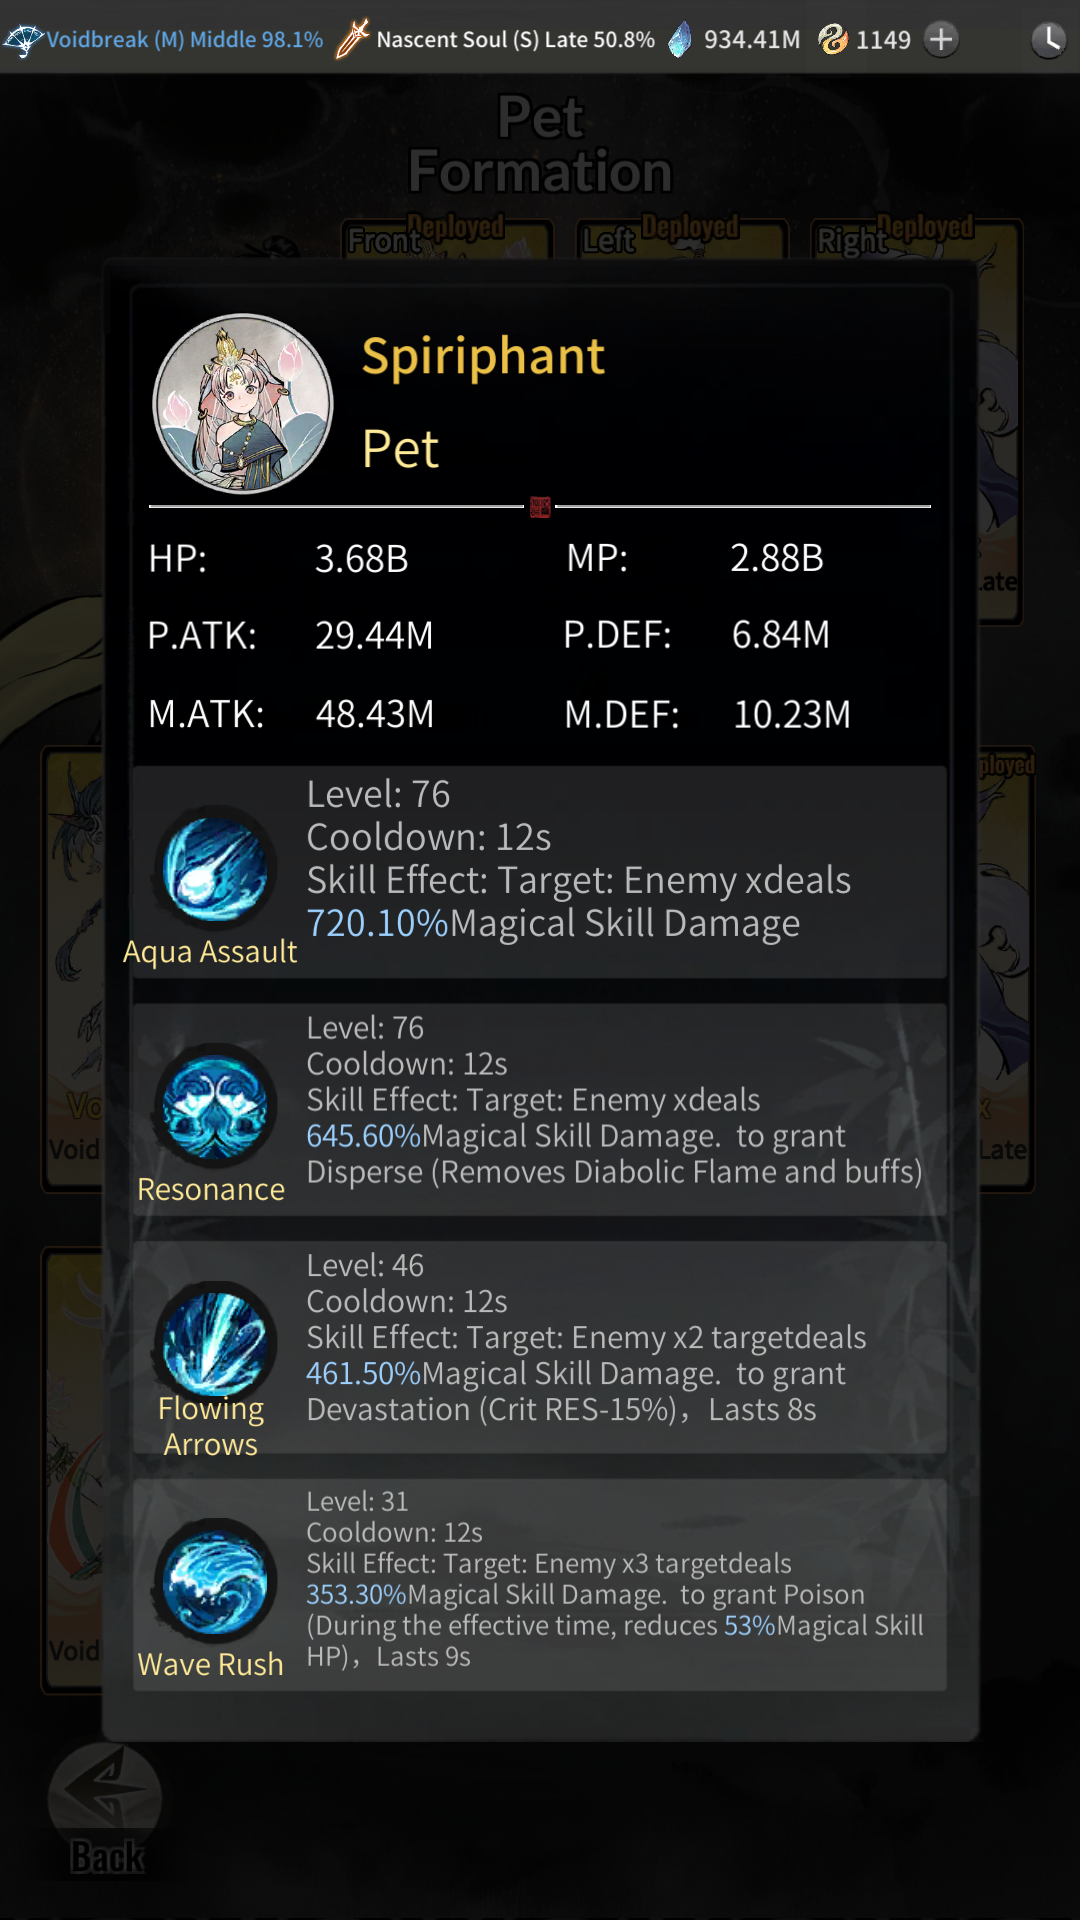 Voidbreak (M) Middle 98.1% Nascent Soul (S) Late 50.8% 934.41M 1149
Pet
Formation
Deployed Deployed Deployed
Front Left Right
Spiriphant
Pet
HP: 3.68B MP: 2.88B
P.ATK: 29.44M P.DEF: 6.84M
M.ATK: 48.43M M.DEF: 10.23M
Level: 76
Cooldown: 12s
Skill Effect: Target: Enemy xdeals
720.10%Magical Skill Damage
Aqua Assault
Level: 76
Cooldown: 12s
Skill Effect: Target: Enemy xdeals
645.60%Magical Skill Damage.  to grant
Disperse (Removes Diabolic Flame and buffs)
Resonance
Level: 46
Cooldown: 12s
Skill Effect: Target: Enemy x2 targetdeals
461.50%Magical Skill Damage.  to grant
Devastation (Crit RES-15%)，Lasts 8s
Flowing
Arrows
Level: 31
Cooldown: 12s
Skill Effect: Target: Enemy x3 targetdeals
353.30%Magical Skill Damage.  to grant Poison
(During the effective time, reduces 53%Magical Skill
HP)，Lasts 9s
Wave Rush
Void
Late
Void
Back